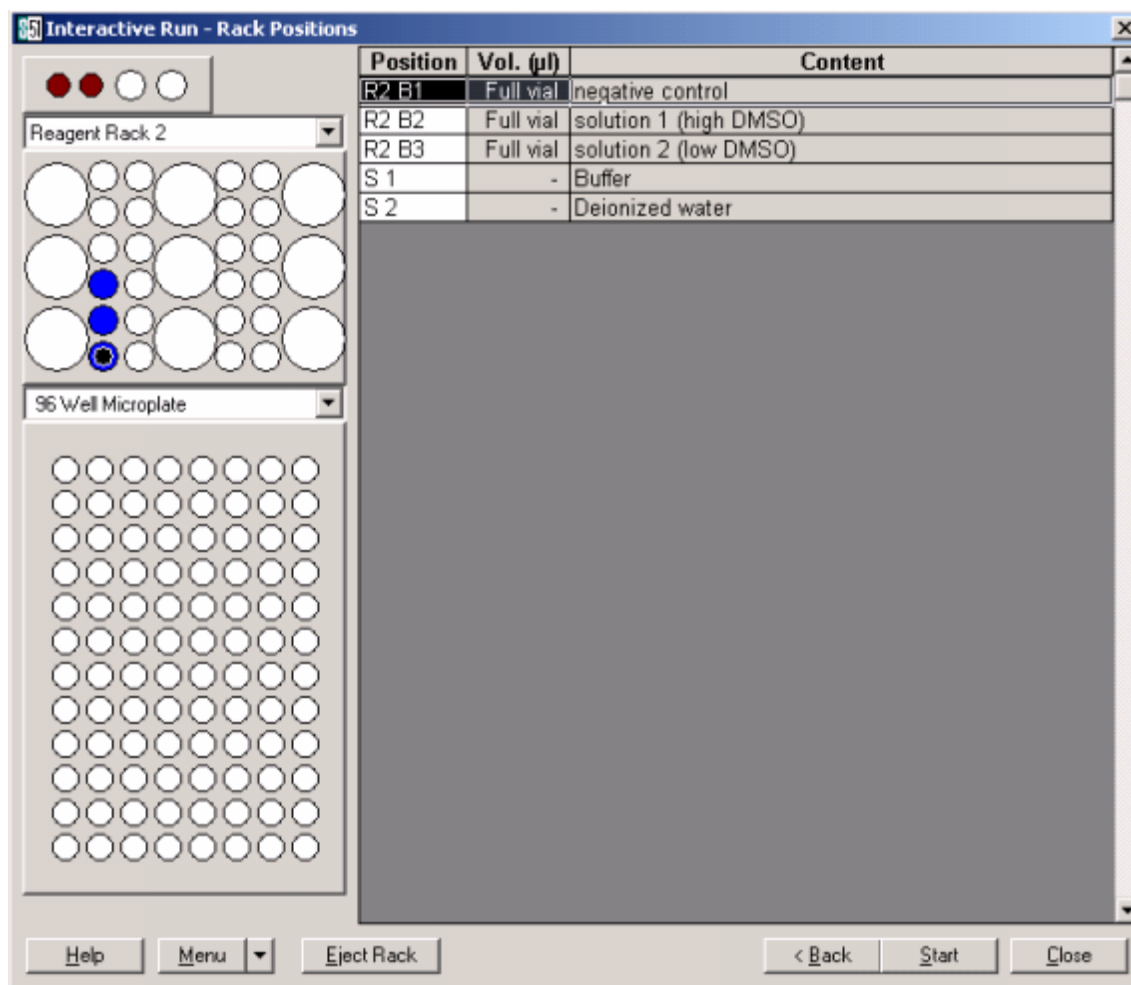 S51 Interactive Run - Rack Positions
Position Vol. (µl) Content
R2 B1 Full vial negative control
R2 B2 Full vial solution 1 (high DMSO)
R2 B3 Full vial solution 2 (low DMSO)
S 1 - Buffer
S 2 - Deionized water
Reagent Rack 2
96 Well Microplate
Help Menu Eject Rack < Back Start Close